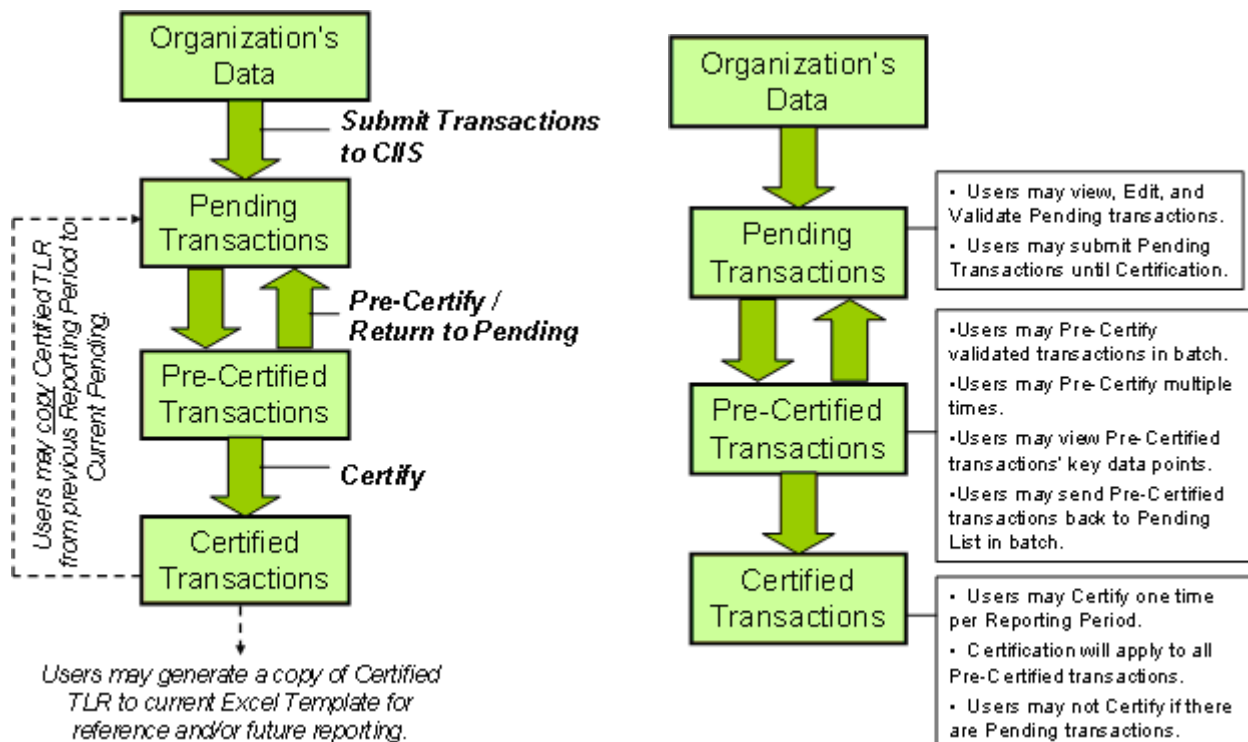 Organization's
Data
Submit Transactions
to CIIS
Pending
Transactions
Users may copy Certified TLR
from previous Reporting Period to
Current Pending.
Pre-Certify /
Return to Pending
Pre-Certified
Transactions
Certify
Certified
Transactions
Users may generate a copy of Certified
TLR to current Excel Template for
reference and/or future reporting.
Organization's
Data
Pending
Transactions
• Users may view, Edit, and
Validate Pending transactions.
• Users may submit Pending
Transactions until Certification.
Pre-Certified
Transactions
•Users may Pre-Certify
validated transactions in batch.
•Users may Pre-Certify multiple
times.
•Users may view Pre-Certified
transactions' key data points.
•Users may send Pre-Certified
transactions back to Pending
List in batch.
Certified
Transactions
• Users may Certify one time
per Reporting Period.
• Certification will apply to all
Pre-Certified transactions.
• Users may not Certify if there
are Pending transactions.